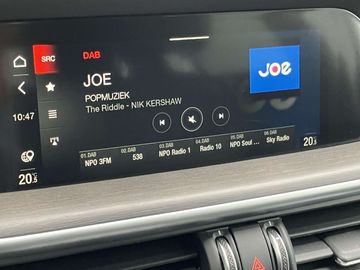 SRC
DAB
JOE
POPMUZIEK
The Riddle - NIK KERSHAW
JOE
10:47
01.DAB 02.DAB 03.DAB 04.DAB 05.DAB 06.DAB
NPO 3FM 538 NPO Radio 1 Radio 10 NPO Soul ... Sky Radio
20.5
20.5